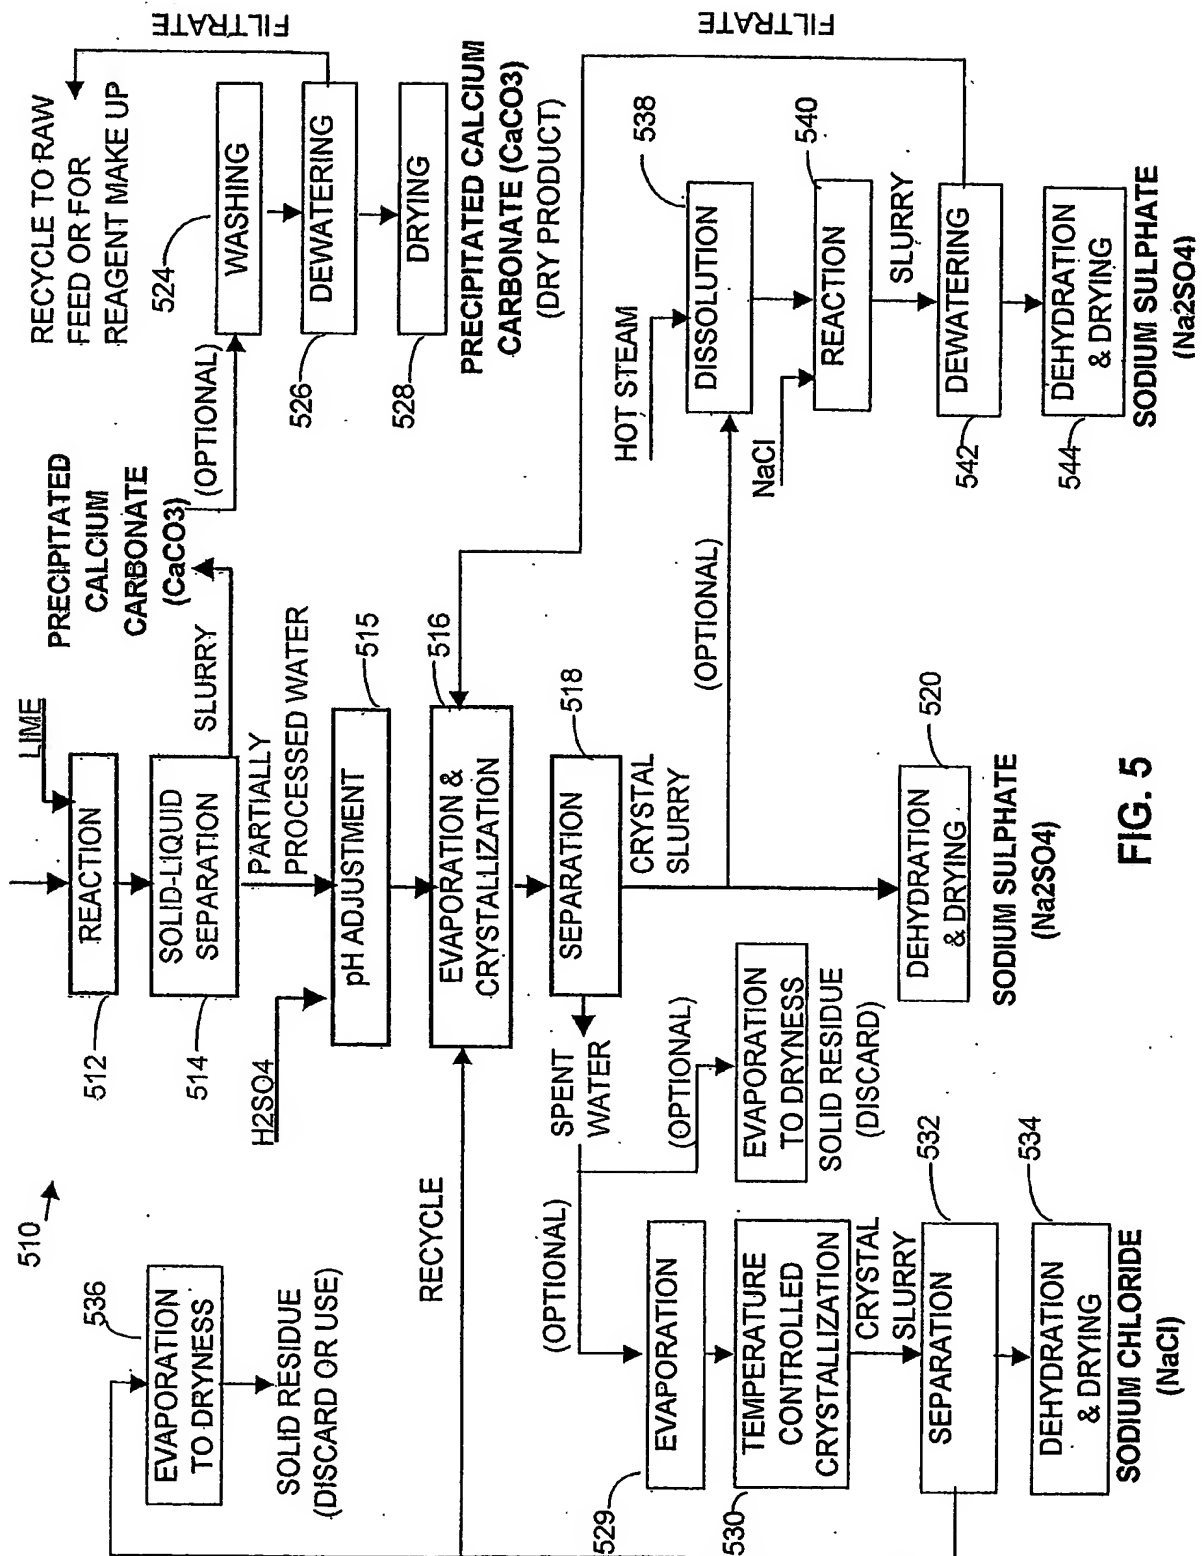 510
536
EVAPORATION
TO DRYNESS
SOLID RESIDUE
(DISCARD OR USE)
RECYCLE
LIME
REACTION
512
SOLID-LIQUID
SEPARATION
514
SLURRY
PRECIPITATED
CALCIUM
CARBONATE
(CaCO3)
(OPTIONAL)
RECYCLE TO RAW
FEED OR FOR
REAGENT MAKE UP
FILTRATE
524
WASHING
DEWATERING
526
DRYING
528
PRECIPITATED CALCIUM
CARBONATE (CaCO3)
(DRY PRODUCT)
PARTIALLY
PROCESSED WATER
H2SO4
pH ADJUSTMENT
515
EVAPORATION &
CRYSTALLIZATION
516
SEPARATION
518
CRYSTAL
SLURRY
SPENT
WATER
(OPTIONAL)
EVAPORATION
TO DRYNESS
SOLID RESIDUE
(DISCARD)
(OPTIONAL)
EVAPORATION
529
TEMPERATURE
CONTROLLED
CRYSTALLIZATION
530
CRYSTAL
SLURRY
SEPARATION
532
DEHYDRATION
& DRYING
534
SODIUM CHLORIDE
(NaCl)
DEHYDRATION
& DRYING
520
SODIUM SULPHATE
(Na2SO4)
(OPTIONAL)
HOT STEAM
DISSOLUTION
538
NaCl
REACTION
540
SLURRY
DEWATERING
542
FILTRATE
DEHYDRATION
& DRYING
544
SODIUM SULPHATE
(Na2SO4)
FIG. 5